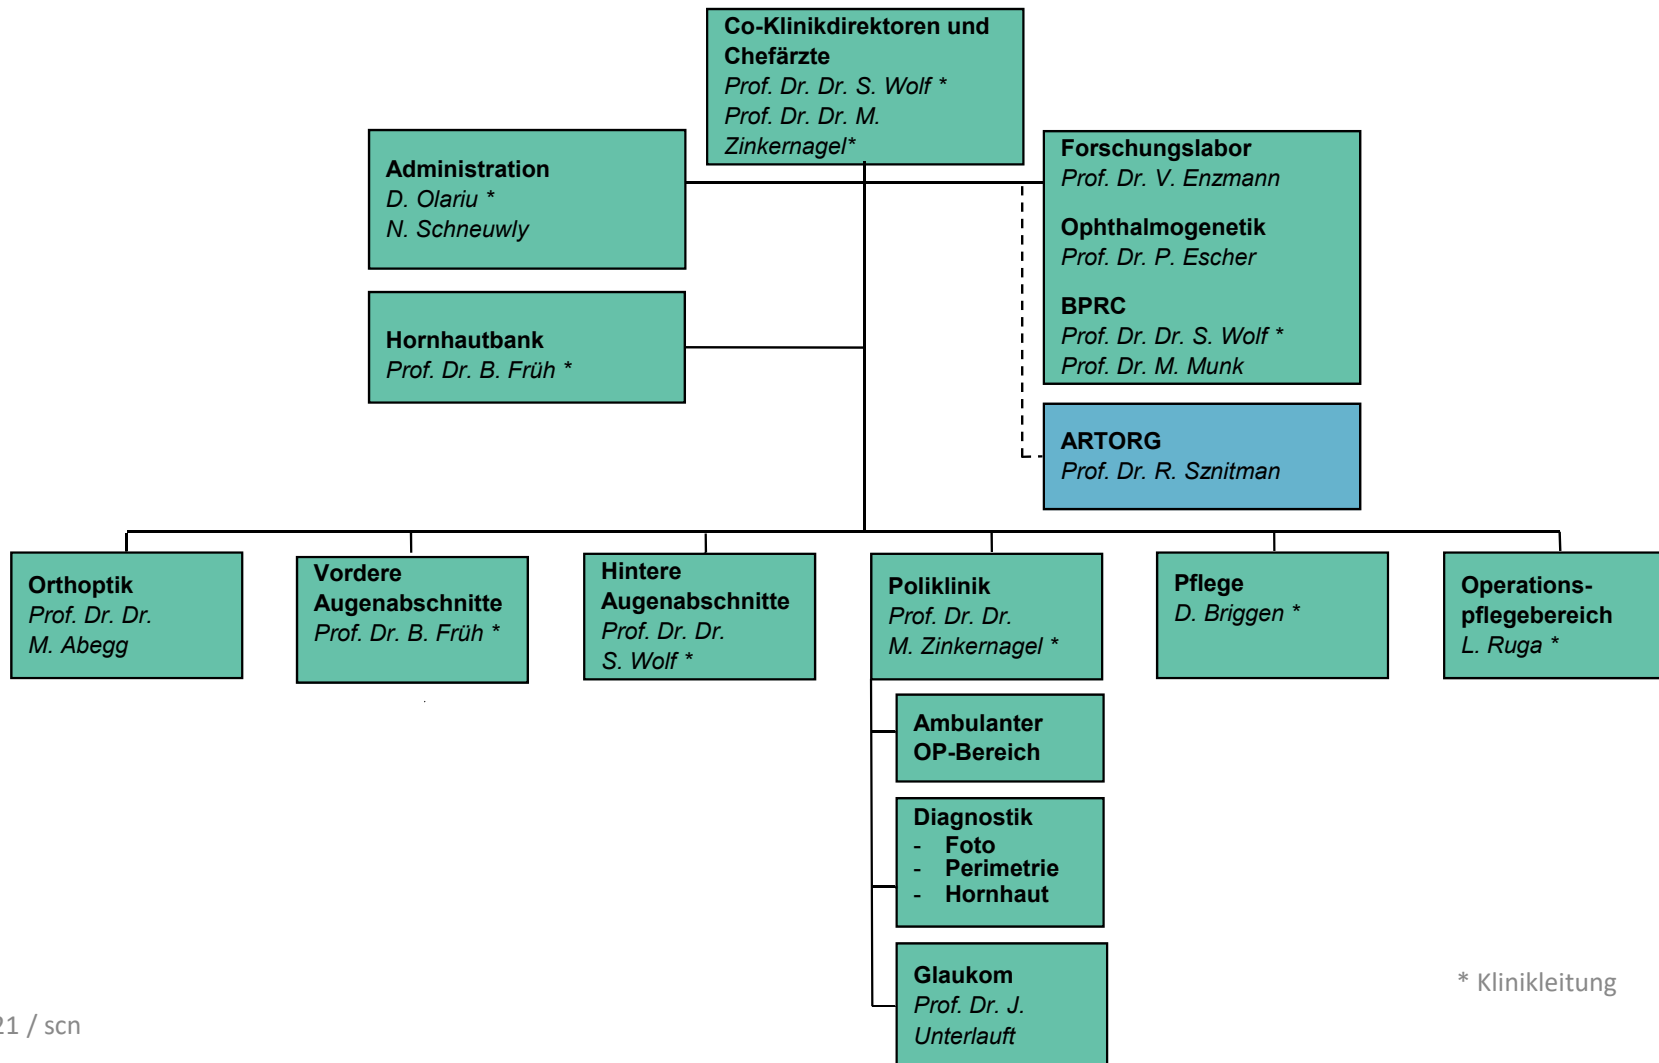 Co-Klinikdirektoren und
Chefärzte
Prof. Dr. Dr. S. Wolf *
Prof. Dr. Dr. M.
Zinkernagel*
Administration
D. Olariu *
N. Schneuwly
Forschungslabor
Prof. Dr. V. Enzmann
Ophthalmogenetik
Prof. Dr. P. Escher
BPRC
Prof. Dr. Dr. S. Wolf *
Prof. Dr. M. Munk
Hornhautbank
Prof. Dr. B. Früh *
ARTORG
Prof. Dr. R. Sznitman
Orthoptik
Prof. Dr. Dr.
M. Abegg
Vordere
Augenabschnitte
Prof. Dr. B. Früh *
Hintere
Augenabschnitte
Prof. Dr. Dr.
S. Wolf *
Poliklinik
Prof. Dr. Dr.
M. Zinkernagel *
Pflege
D. Briggen *
Operations-
pflegebereich
L. Ruga *
Ambulanter
OP-Bereich
Diagnostik
- Foto
- Perimetrie
- Hornhaut
Glaukom
Prof. Dr. J.
Unterlauft
* Klinikleitung
21 / scn